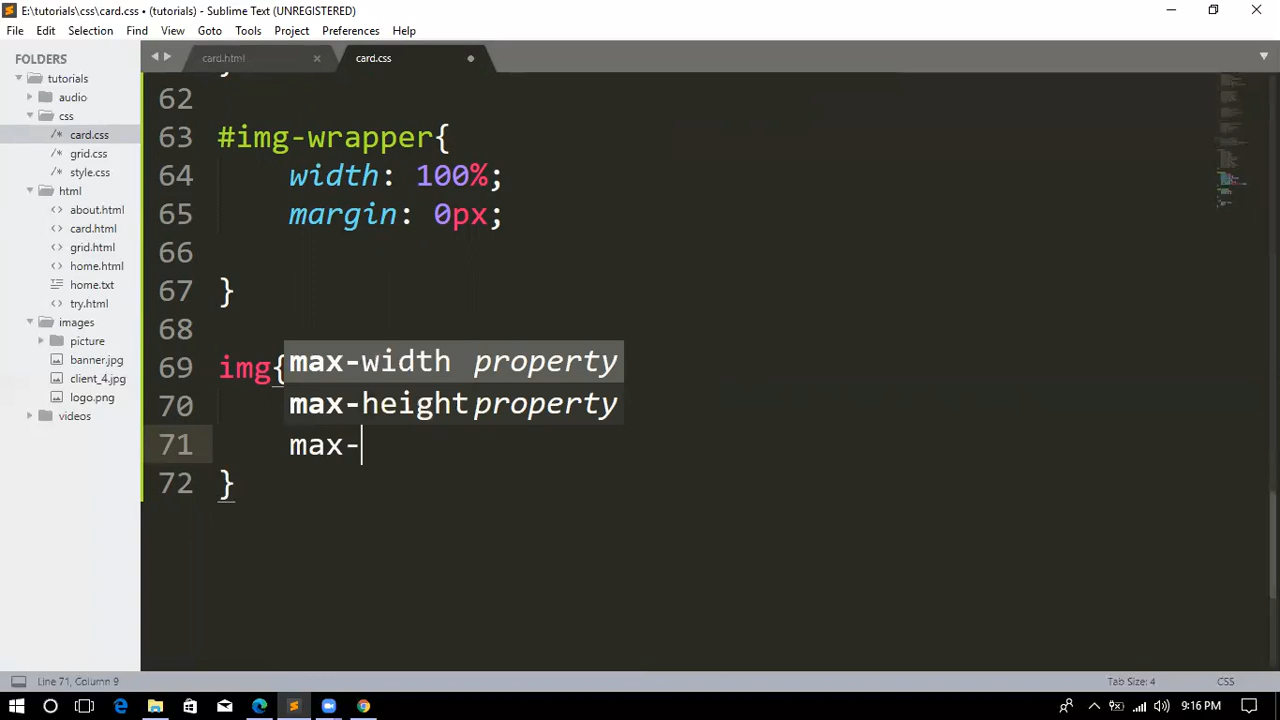 E:\tutorials\css\card.css • (tutorials) - Sublime Text (UNREGISTERED)
File Edit Selection Find View Goto Tools Project Preferences Help
FOLDERS
tutorials
audio
css
/* card.css
/* grid.css
/* style.css
html
<> about.html
<> card.html
<> grid.html
<> home.html
home.txt
<> try.html
images
picture
banner.jpg
client_4.jpg
logo.png
videos
card.html × card.css
}
62
63 #img-wrapper{
64 width: 100%;
65 margin: 0px;
66
67 }
68
69 img{
max-width property
70
max-height property
71 max-
72 }
Line 71, Column 9 Tab Size: 4 CSS
9:16 PM